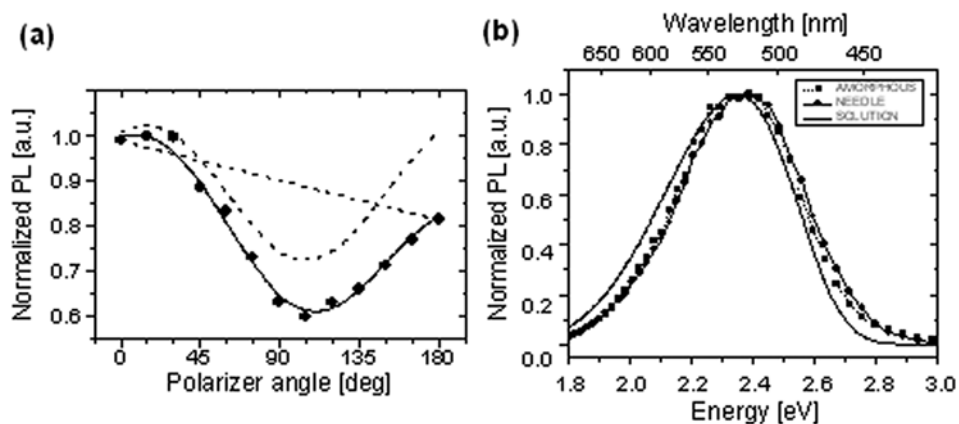 (a)
Normalized PL [a.u.]
1.0
0.9
0.8
0.7
0.6
0 45 90 135 180
Polarizer angle [deg]
(b)
Wavelength [nm]
650 600 550 500 450
Normalized PL [a.u.]
1.0
0.8
0.6
0.4
0.2
0.0
AMORPHOUS
NEEDLE
SOLUTION
1.8 2.0 2.2 2.4 2.6 2.8 3.0
Energy [eV]